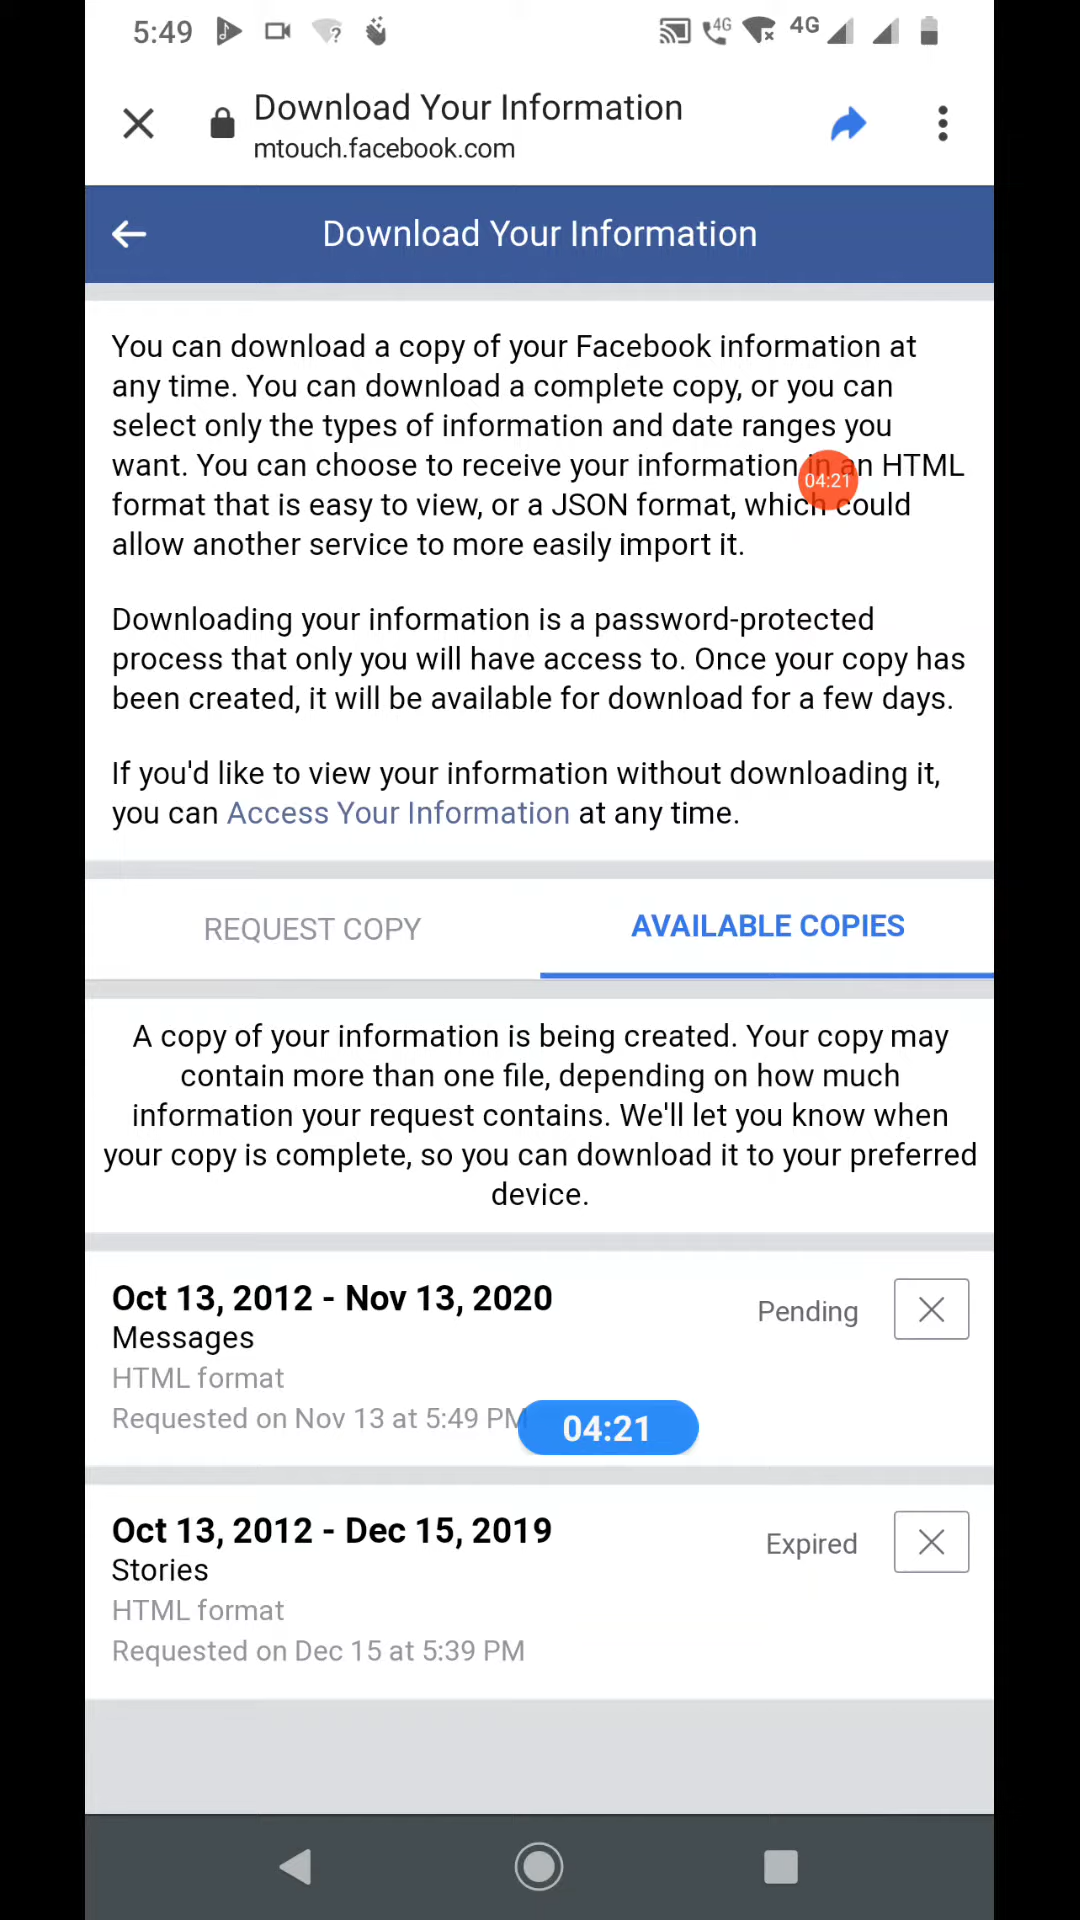 5:49
4G
4G
Download Your Information
mtouch.facebook.com
Download Your Information
You can download a copy of your Facebook information at
any time. You can download a complete copy, or you can
select only the types of information and date ranges you
want. You can choose to receive your information in an HTML
04:21
format that is easy to view, or a JSON format, which could
allow another service to more easily import it.
Downloading your information is a password-protected
process that only you will have access to. Once your copy has
been created, it will be available for download for a few days.
If you'd like to view your information without downloading it,
you can Access Your Information at any time.
REQUEST COPY
AVAILABLE COPIES
A copy of your information is being created. Your copy may
contain more than one file, depending on how much
information your request contains. We'll let you know when
your copy is complete, so you can download it to your preferred
device.
Oct 13, 2012 - Nov 13, 2020
Pending
Messages
HTML format
Requested on Nov 13 at 5:49 PM
04:21
Oct 13, 2012 - Dec 15, 2019
Expired
Stories
HTML format
Requested on Dec 15 at 5:39 PM